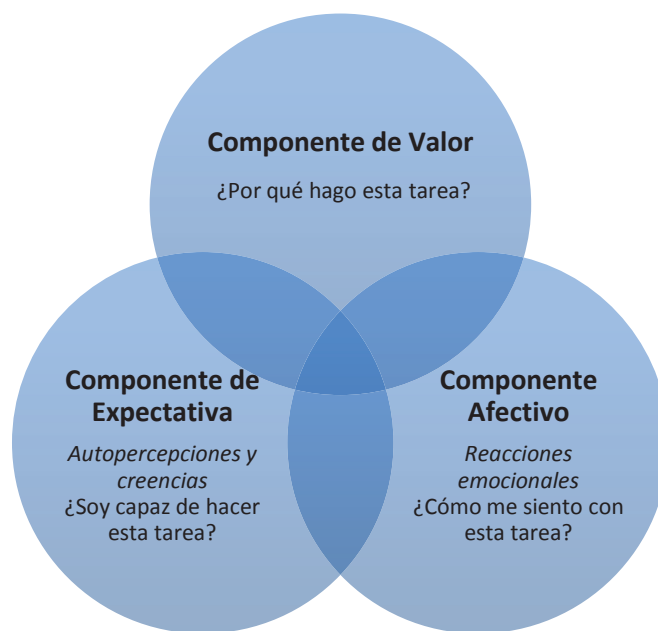 Componente de Valor
¿Por qué hago esta tarea?
Componente de
Expectativa
Autopercepciones y
creencias
¿Soy capaz de hacer
esta tarea?
Componente
Afectivo
Reacciones
emocionales
¿Cómo me siento con
esta tarea?